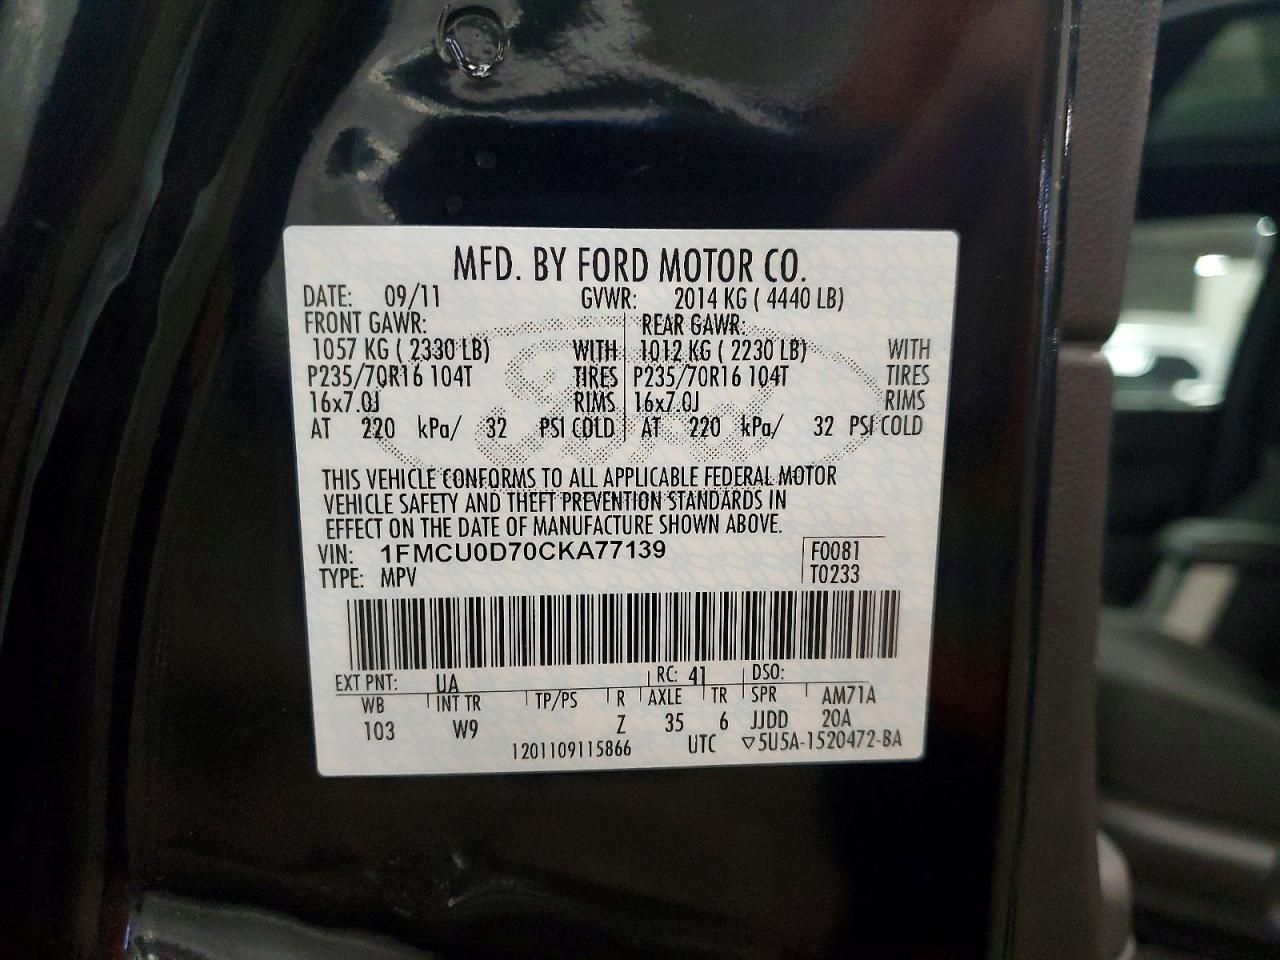 MFD. BY FORD MOTOR CO.
DATE: 09/11 GVWR: 2014 KG ( 4440 LB)
FRONT GAWR: REAR GAWR:
1057 KG ( 2330 LB) WITH 1012 KG ( 2230 LB) WITH
P235/70R16 104T TIRES P235/70R16 104T TIRES
16x7.0J RIMS 16x7.0J RIMS
AT 220 kPa/ 32 PSI COLD AT 220 kPa/ 32 PSI COLD
THIS VEHICLE CONFORMS TO ALL APPLICABLE FEDERAL MOTOR
VEHICLE SAFETY AND THEFT PREVENTION STANDARDS IN
EFFECT ON THE DATE OF MANUFACTURE SHOWN ABOVE.
VIN: 1FMCU0D70CKA77139 F0081
TYPE: MPV T0233
EXT PNT: UA RC: 41 DSO:
WB INT TR TP/PS R AXLE TR SPR AM71A
103 W9 Z 35 6 JJDD 20A
1201109115866 UTC ▽5U5A-1520472-BA